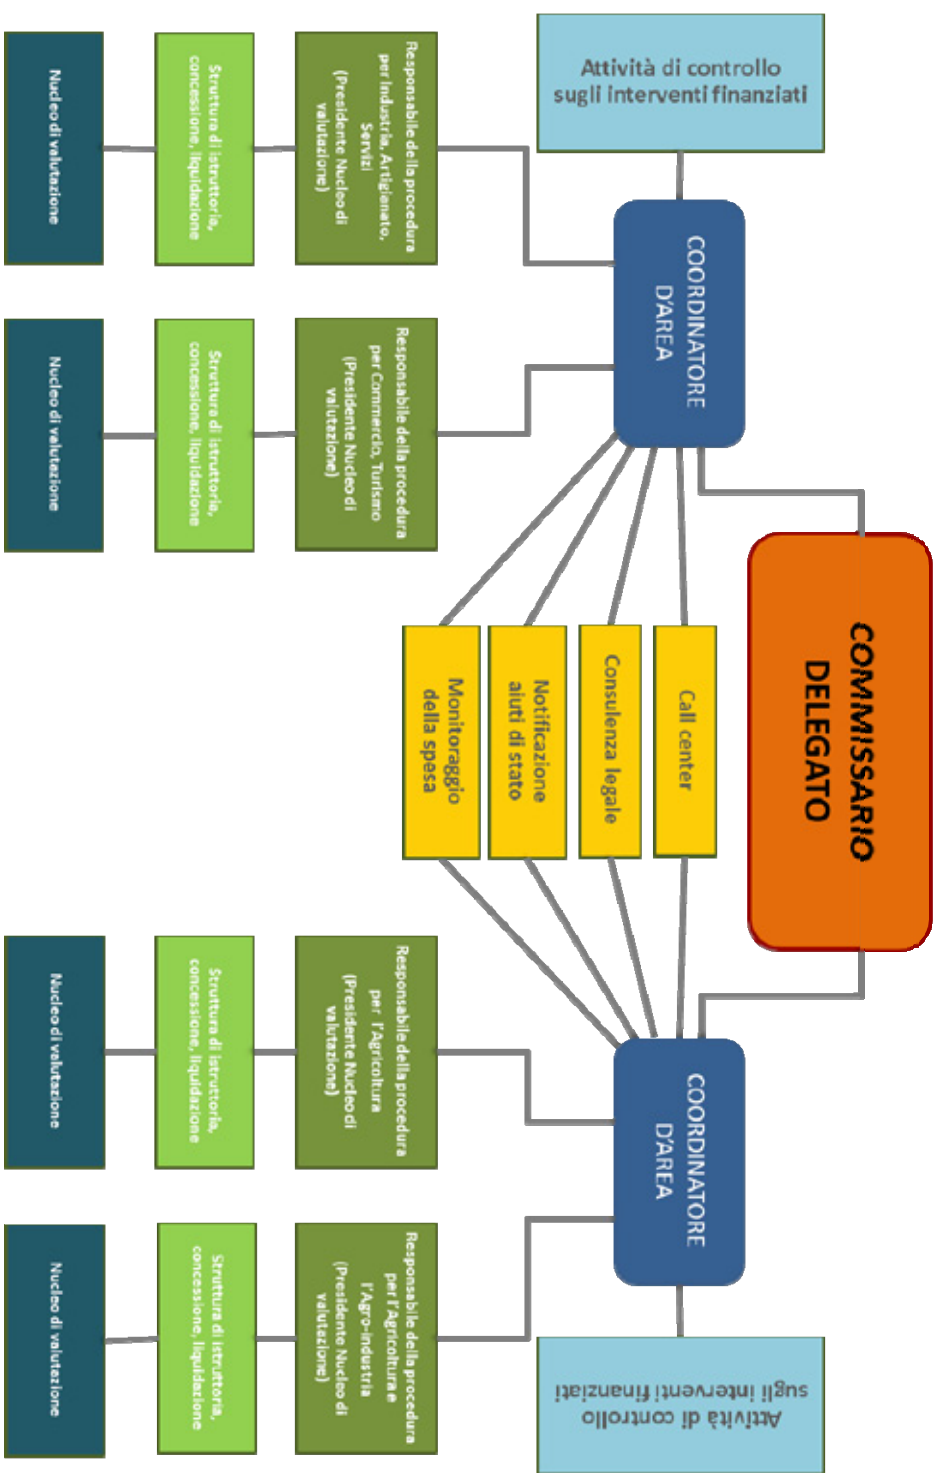 COMMISSARIO
DELEGATO
Attività di controllo
sugli interventi finanziati
COORDINATORE
D'AREA
COORDINATORE
D'AREA
Attività di controllo
sugli interventi finanziati
Call center
Consulenza legale
Notificazione
aiuti di stato
Monitoraggio
della spesa
Responsabile della procedura
per Industria, Artigianato,
Servizi
(Presidente Nucleo di
valutazione)
Responsabile della procedura
per Commercio, Turismo
(Presidente Nucleo di
valutazione)
Responsabile della procedura
per l'Agricoltura
(Presidente Nucleo di
valutazione)
Responsabile della procedura
per l'Agricoltura e
l'Agro-industria
(Presidente Nucleo di
valutazione)
Struttura di istruttoria,
concessione, liquidazione
Struttura di istruttoria,
concessione, liquidazione
Struttura di istruttoria,
concessione, liquidazione
Struttura di istruttoria,
concessione, liquidazione
Nucleo di valutazione
Nucleo di valutazione
Nucleo di valutazione
Nucleo di valutazione